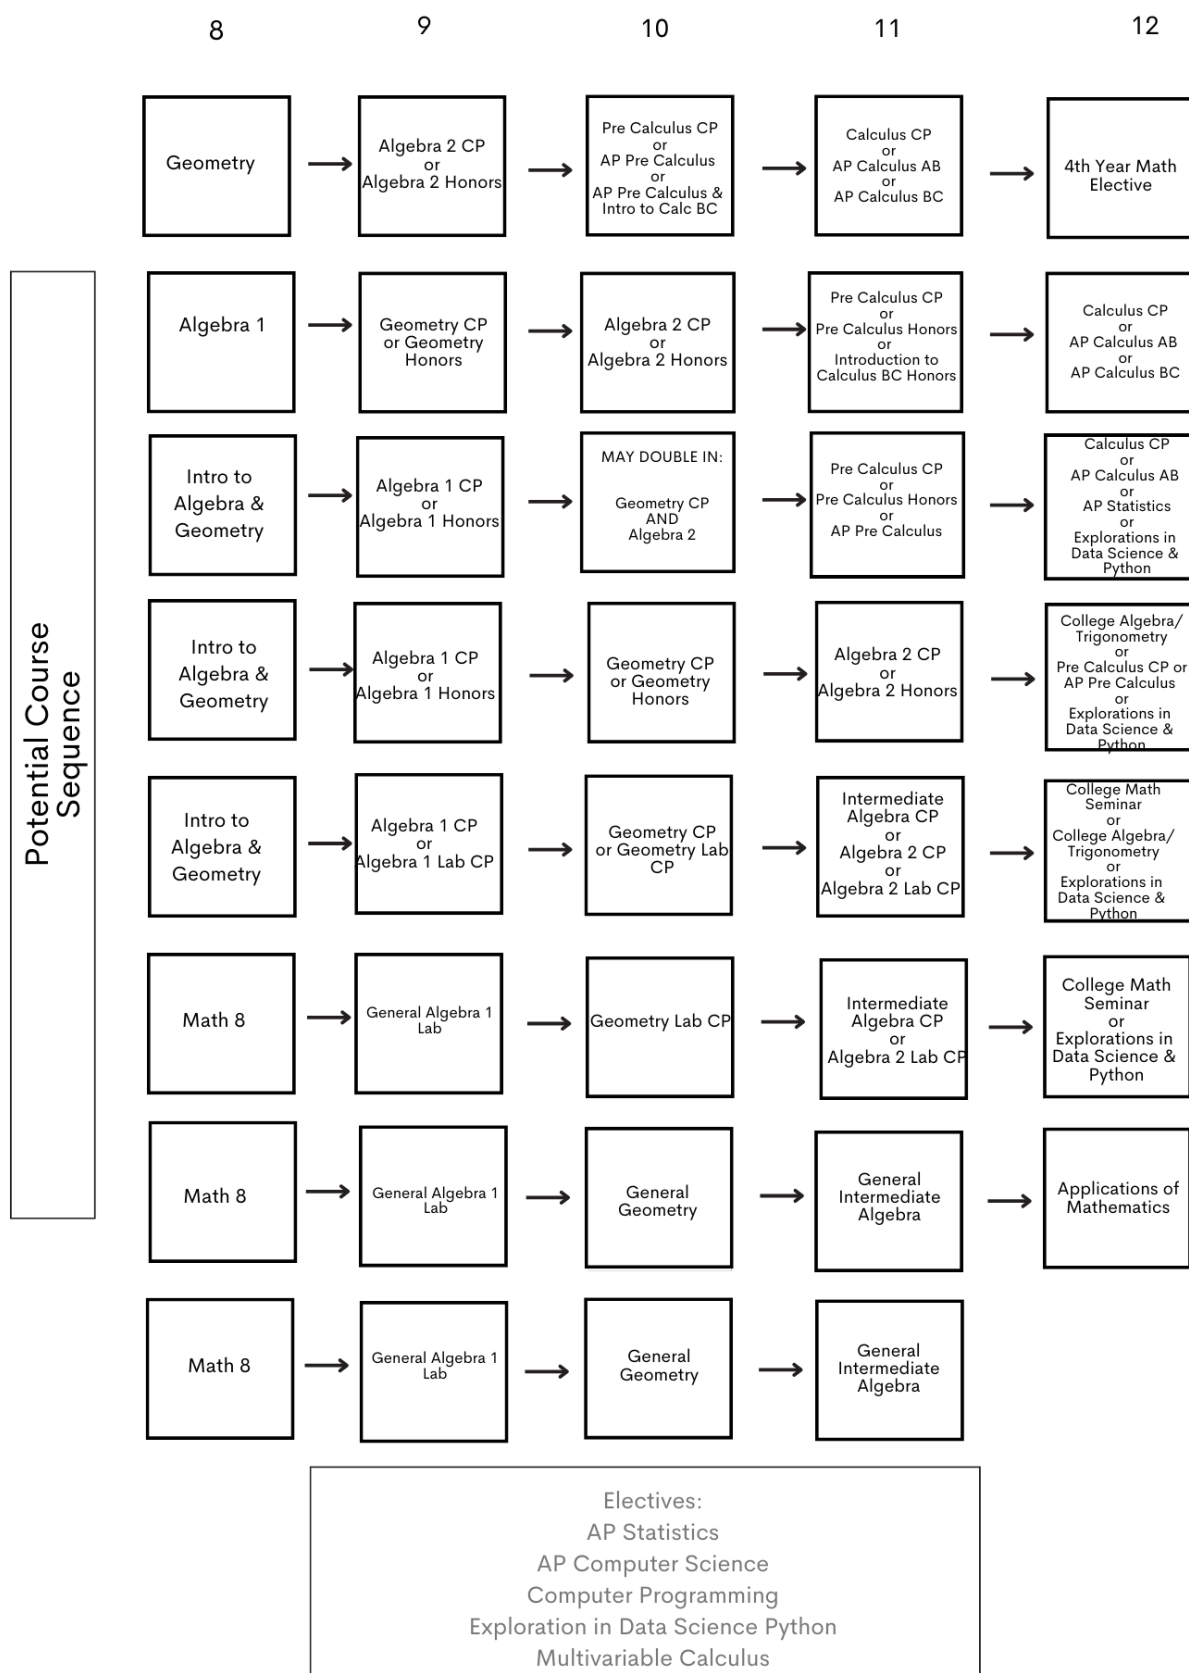 8
9
10
11
12
Geometry
Algebra 2 CP
or
Algebra 2 Honors
Pre Calculus CP
or
AP Pre Calculus
or
AP Pre Calculus &
Intro to Calc BC
Calculus CP
or
AP Calculus AB
or
AP Calculus BC
4th Year Math
Elective
Potential Course
Sequence
Algebra 1
Geometry CP
or Geometry
Honors
Algebra 2 CP
or
Algebra 2 Honors
Pre Calculus CP
or
Pre Calculus Honors
or
Introduction to
Calculus BC Honors
Calculus CP
or
AP Calculus AB
or
AP Calculus BC
Intro to
Algebra &
Geometry
Algebra 1 CP
or
Algebra 1 Honors
MAY DOUBLE IN:
Geometry CP
AND
Algebra 2
Pre Calculus CP
or
Pre Calculus Honors
or
AP Pre Calculus
Calculus CP
or
AP Calculus AB
or
AP Statistics
or
Explorations in
Data Science &
Python
Intro to
Algebra &
Geometry
Algebra 1 CP
or
Algebra 1 Honors
Geometry CP
or Geometry
Honors
Algebra 2 CP
or
Algebra 2 Honors
College Algebra/
Trigonometry
or
Pre Calculus CP or
AP Pre Calculus
or
Explorations in
Data Science &
Python
Intro to
Algebra &
Geometry
Algebra 1 CP
or
Algebra 1 Lab CP
Geometry CP
or Geometry Lab
CP
Intermediate
Algebra CP
or
Algebra 2 CP
or
Algebra 2 Lab CP
College Math
Seminar
or
College Algebra/
Trigonometry
or
Explorations in
Data Science &
Python
Math 8
General Algebra 1
Lab
Geometry Lab CP
Intermediate
Algebra CP
or
Algebra 2 Lab CP
College Math
Seminar
or
Explorations in
Data Science &
Python
Math 8
General Algebra 1
Lab
General
Geometry
General
Intermediate
Algebra
Applications of
Mathematics
Math 8
General Algebra 1
Lab
General
Geometry
General
Intermediate
Algebra
Electives:
AP Statistics
AP Computer Science
Computer Programming
Exploration in Data Science Python
Multivariable Calculus